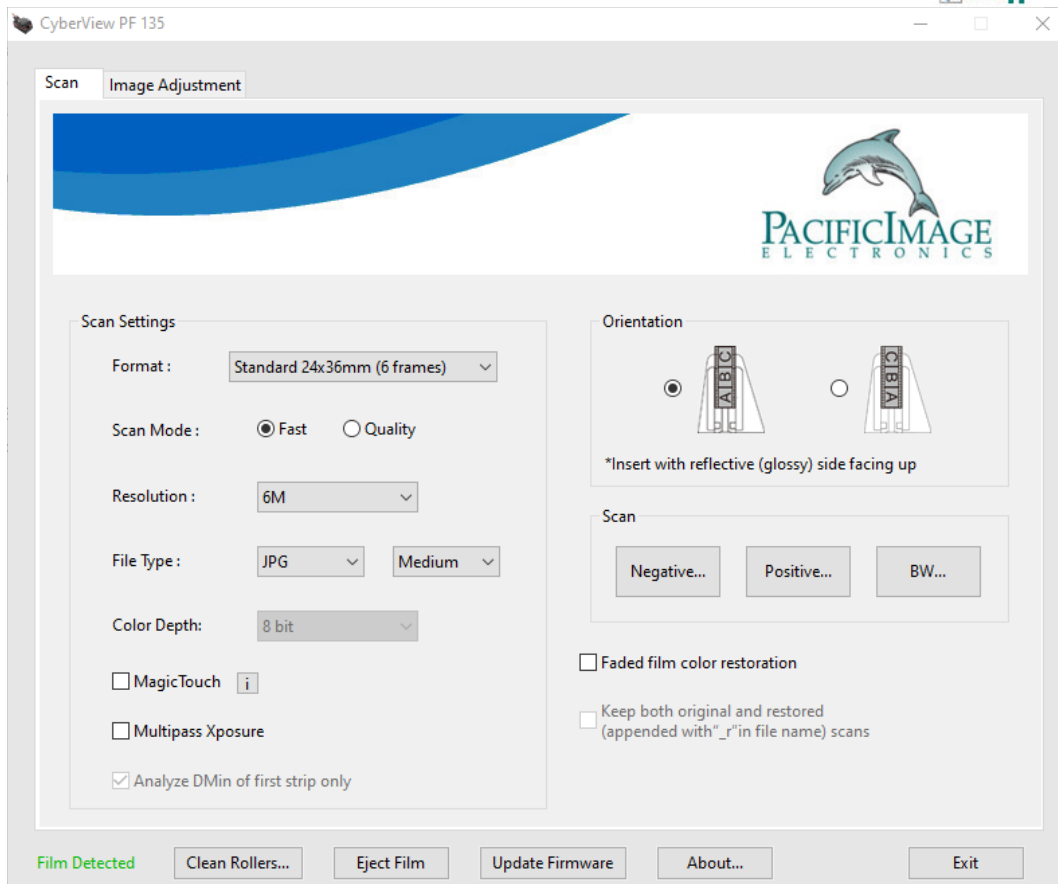 CyberView PF 135
Scan
Image Adjustment
PACIFICIMAGE
ELECTRONICS
Scan Settings
Format :
Standard 24x36mm (6 frames)
Scan Mode :
Fast
Quality
Resolution :
6M
File Type :
JPG
Medium
Color Depth:
8 bit
MagicTouch
i
Multipass Xposure
Analyze DMin of first strip only
Orientation
A B C
C B A
*Insert with reflective (glossy) side facing up
Scan
Negative...
Positive...
BW...
Faded film color restoration
Keep both original and restored
(appended with"_r"in file name) scans
Film Detected
Clean Rollers...
Eject Film
Update Firmware
About...
Exit